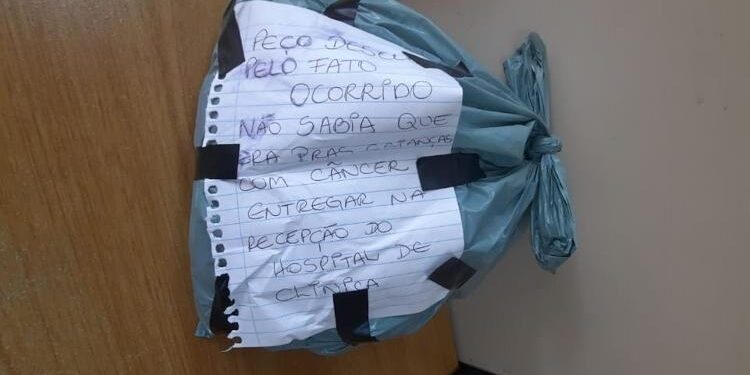 PEÇO
PELO FATO
OCORRIDO
NÃO SABIA QUE
ERA PRAS CRIANÇAS
COM CÂNCER
ENTREGAR NA
RECEPÇÃO DO
HOSPITAL DE
CLÍNICA